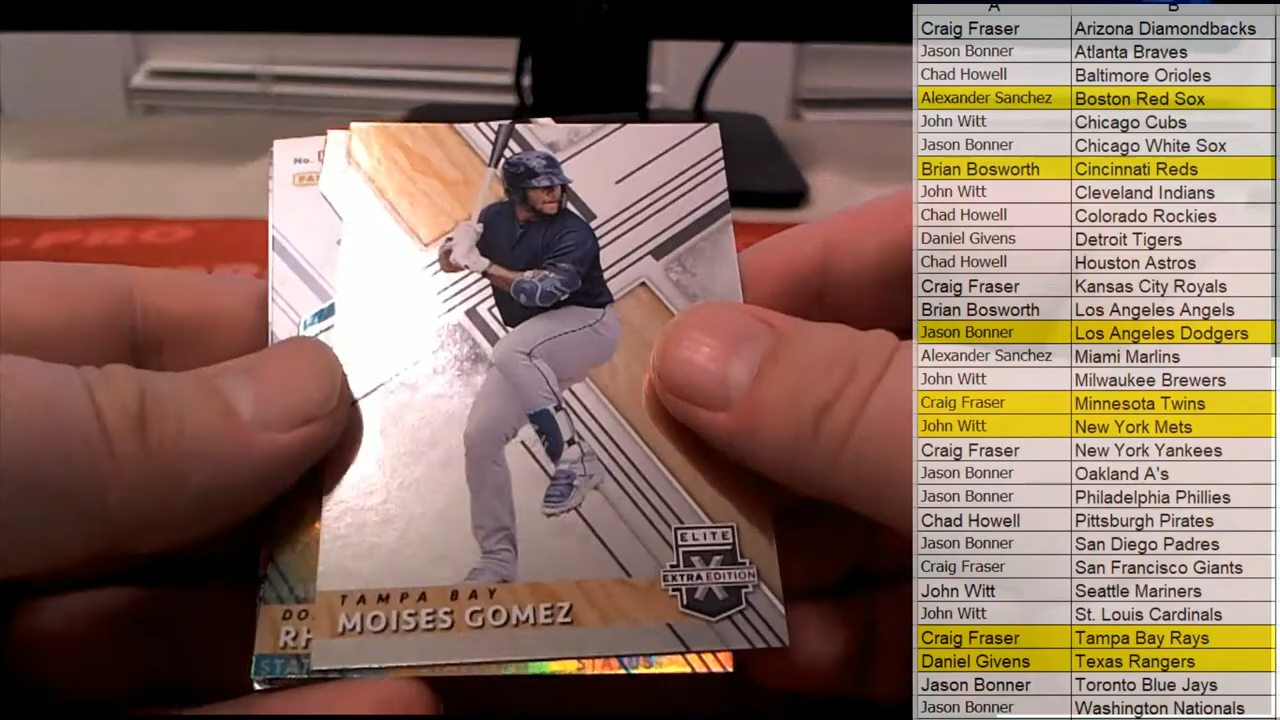 A B
Craig Fraser Arizona Diamondbacks
Jason Bonner Atlanta Braves
Chad Howell Baltimore Orioles
Alexander Sanchez Boston Red Sox
John Witt Chicago Cubs
Jason Bonner Chicago White Sox
Brian Bosworth Cincinnati Reds
John Witt Cleveland Indians
Chad Howell Colorado Rockies
Daniel Givens Detroit Tigers
Chad Howell Houston Astros
Craig Fraser Kansas City Royals
Brian Bosworth Los Angeles Angels
Jason Bonner Los Angeles Dodgers
Alexander Sanchez Miami Marlins
John Witt Milwaukee Brewers
Craig Fraser Minnesota Twins
John Witt New York Mets
Craig Fraser New York Yankees
Jason Bonner Oakland A's
Jason Bonner Philadelphia Phillies
Chad Howell Pittsburgh Pirates
Jason Bonner San Diego Padres
Craig Fraser San Francisco Giants
John Witt Seattle Mariners
John Witt St. Louis Cardinals
Craig Fraser Tampa Bay Rays
Daniel Givens Texas Rangers
Jason Bonner Toronto Blue Jays
Jason Bonner Washington Nationals
No.
-PRO
ELITE
X
EXTRA EDITION
TAMPA BAY
MOISES GOMEZ
STATUS